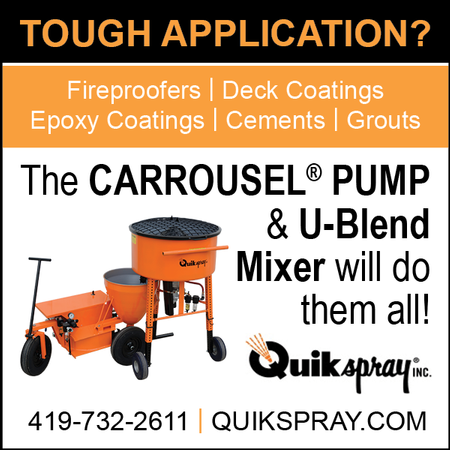 TOUGH APPLICATION?
Fireproofers | Deck Coatings
Epoxy Coatings | Cements | Grouts
The CARROUSEL® PUMP
& U-Blend
Mixer will do
them all!
Quikspray
Quikspray® INC.
419-732-2611 | QUIKSPRAY.COM